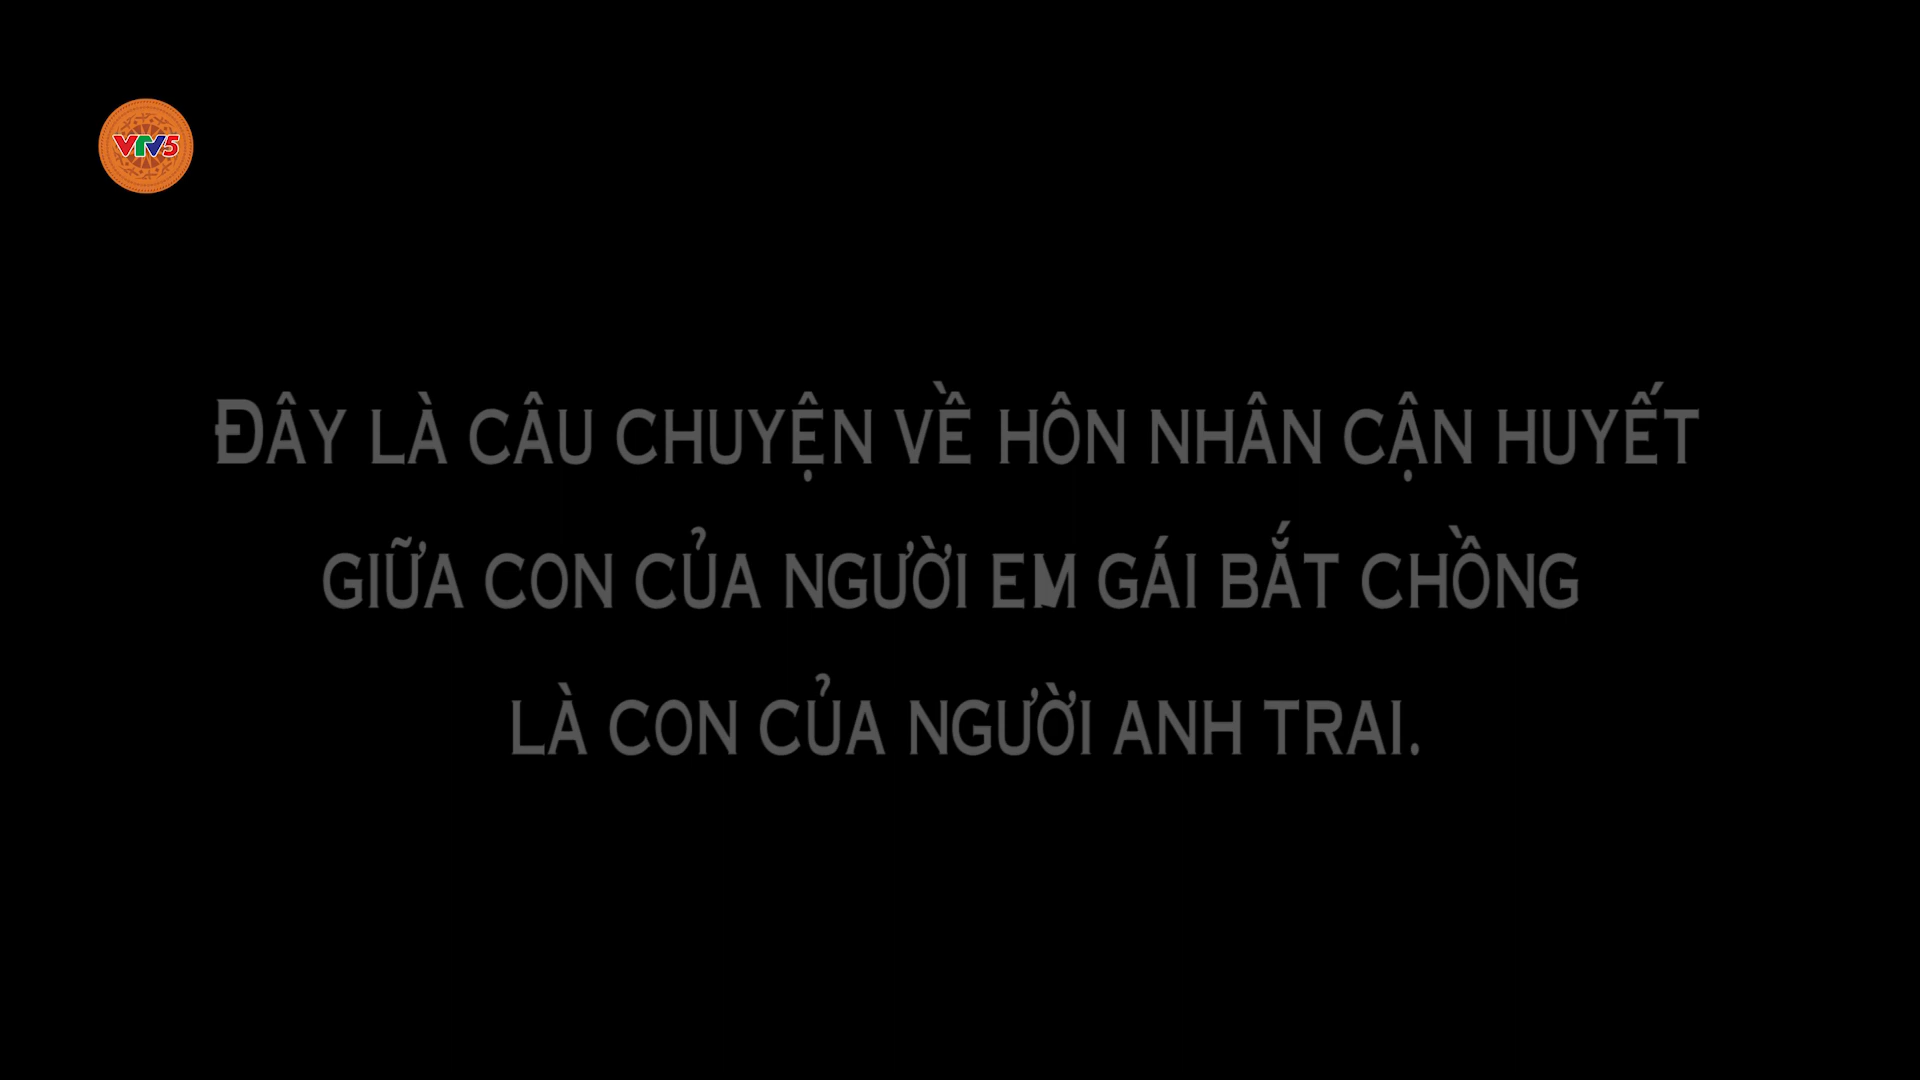 VTV5
ĐÂY LÀ CÂU CHUYỆN VỀ HÔN NHÂN CẬN HUYẾT
GIỮA CON CỦA NGƯỜI EM GÁI BẮT CHỒNG
LÀ CON CỦA NGƯỜI ANH TRAI.